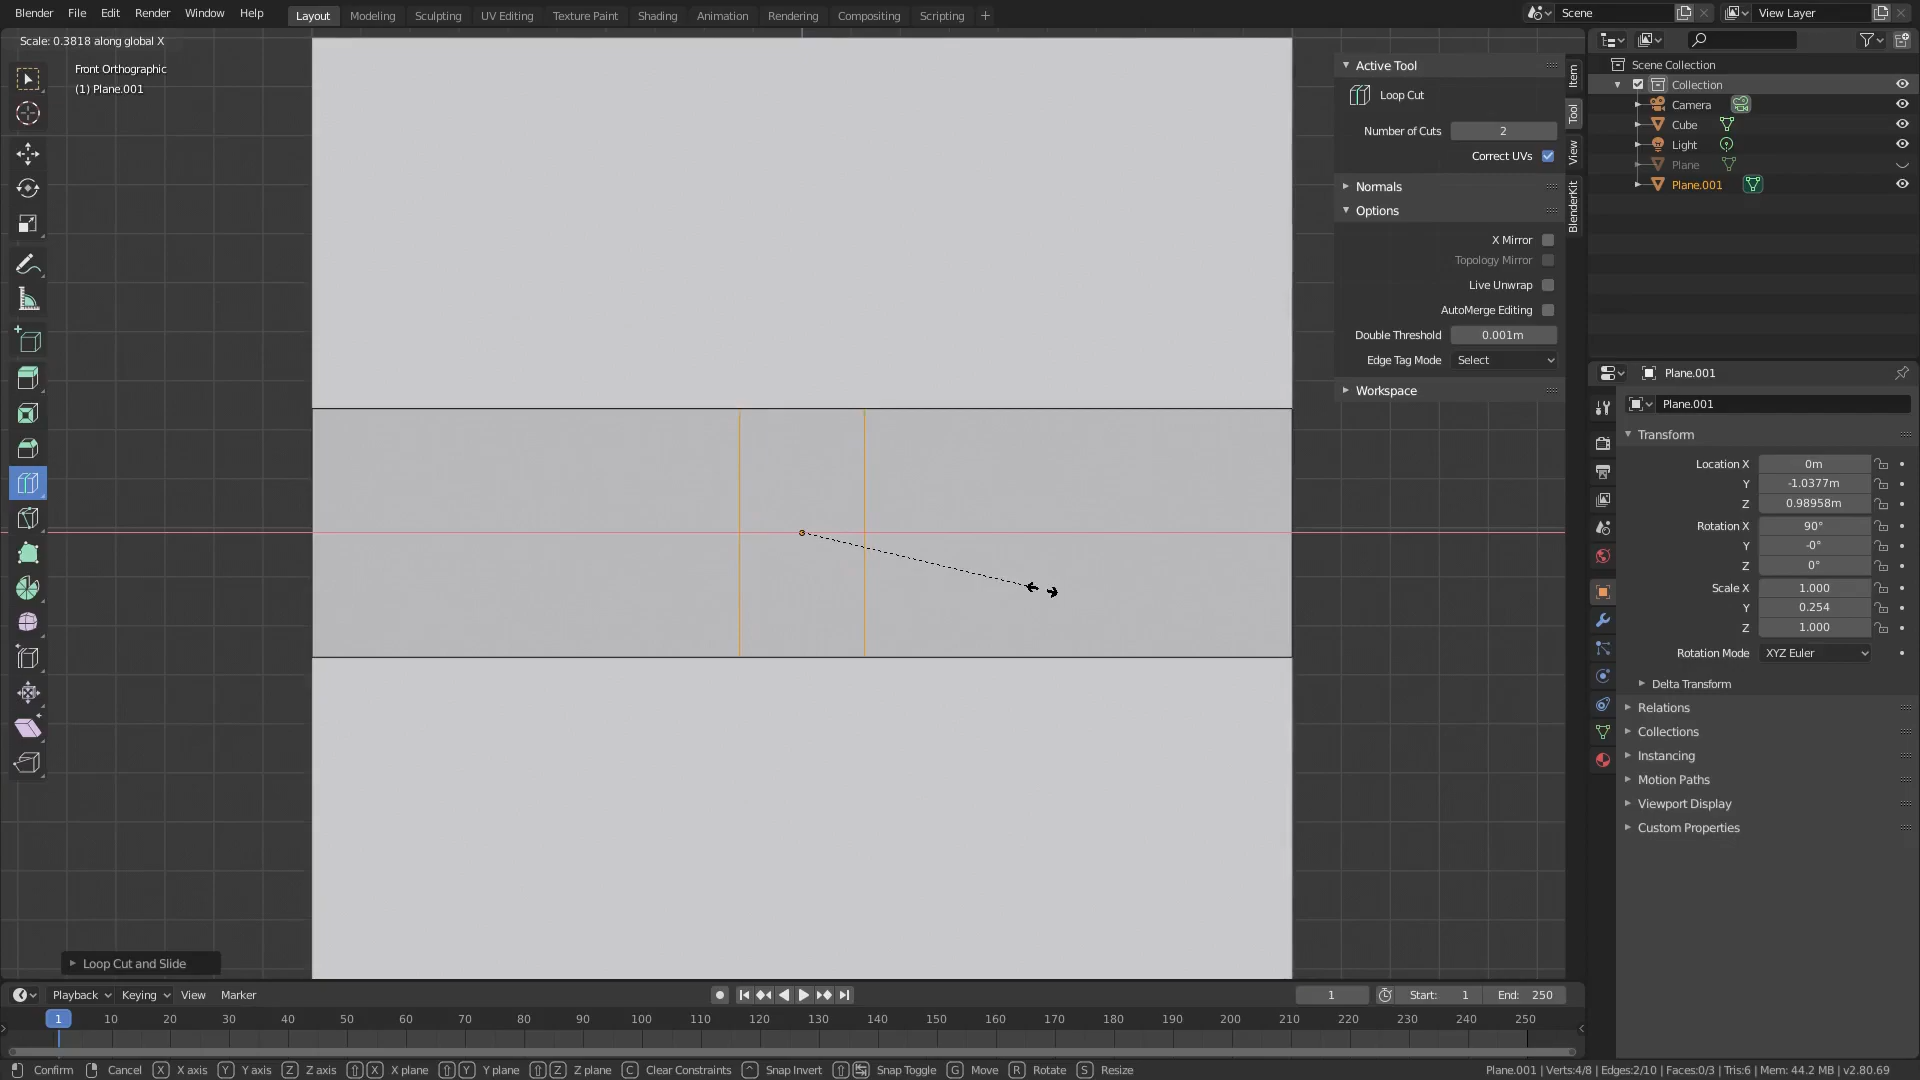 Blender File Edit Render Window Help Layout Modeling Sculpting UV Editing Texture Paint Shading Animation Rendering Compositing Scripting + Scene View Layer
Scale: 0.3818 along global X
Front Orthographic
(1) Plane.001
Active Tool
Loop Cut
Number of Cuts 2
Correct UVs
Normals
Options
X Mirror
Topology Mirror
Live Unwrap
AutoMerge Editing
Double Threshold 0.001m
Edge Tag Mode Select
Workspace
Item
Tool
View
BlenderKit
Scene Collection
Collection
Camera
Cube
Light
Plane
Plane.001
Plane.001
Plane.001
Transform
Location X 0m
Y -1.0377m
Z 0.98958m
Rotation X 90°
Y -0°
Z 0°
Scale X 1.000
Y 0.254
Z 1.000
Rotation Mode XYZ Euler
Delta Transform
Relations
Collections
Instancing
Motion Paths
Viewport Display
Custom Properties
Loop Cut and Slide
Playback Keying View Marker 1 Start: 1 End: 250
1 10 20 30 40 50 60 70 80 90 100 110 120 130 140 150 160 170 180 190 200 210 220 230 240 250
Confirm Cancel X X axis Y Y axis Z Z axis X X plane Y Y plane Z Z plane C Clear Constraints Snap Invert Snap Toggle G Move R Rotate S Resize Plane.001 | Verts:4/8 | Edges:2/10 | Faces:0/3 | Tris:6 | Mem: 44.2 MB | v2.80.69